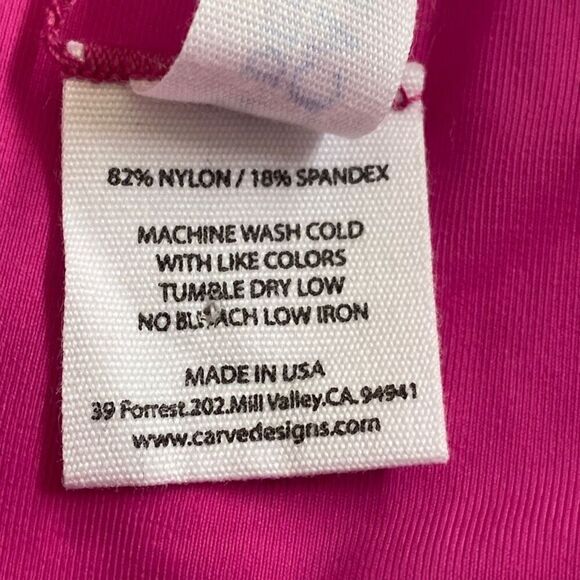 82% NYLON / 18% SPANDEX
MACHINE WASH COLD
WITH LIKE COLORS
TUMBLE DRY LOW
NO BLEACH LOW IRON
MADE IN USA
39 Forrest.202.Mill Valley.CA. 94941
www.carvedesigns.com